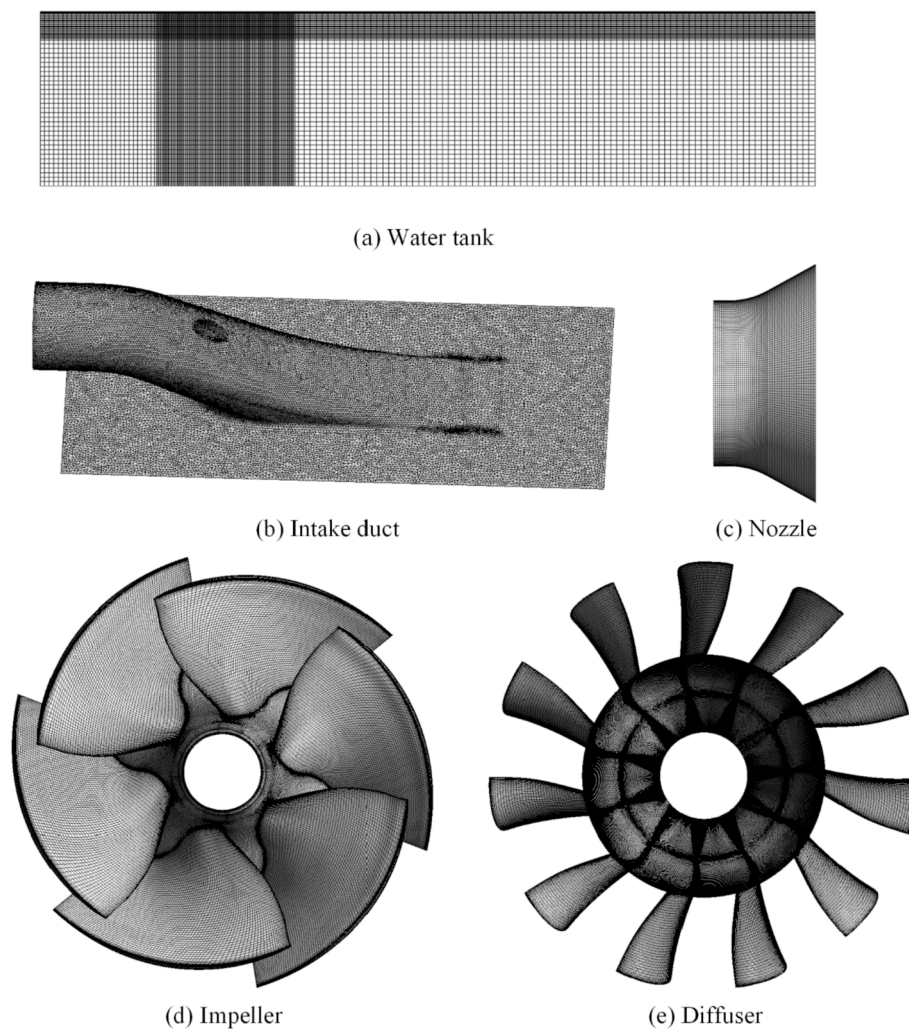 (a) Water tank
(b) Intake duct
(c) Nozzle
(d) Impeller
(e) Diffuser